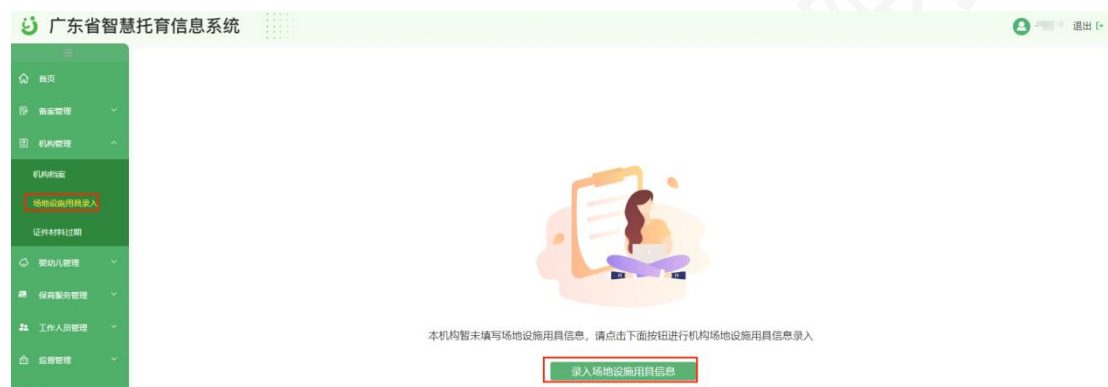 广东省智慧托育信息系统
退出
首页
备案管理
机构管理
机构档案
场地设施用具录入
证件材料过期
婴幼儿管理
保育服务管理
工作人员管理
监督管理
本机构暂未填写场地设施用具信息，请点击下面按钮进行机构场地设施用具信息录入
录入场地设施用具信息